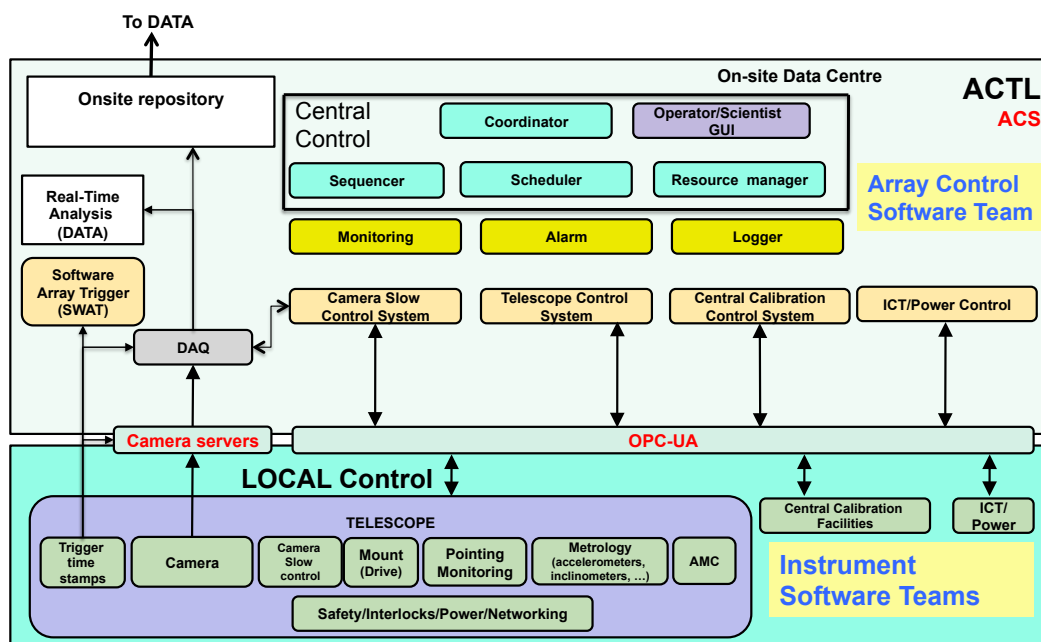 To DATA
On-site Data Centre
ACTL
ACS
Onsite repository
Central
Control
Coordinator
Operator/Scientist
GUI
Sequencer
Scheduler
Resource manager
Array Control
Software Team
Real-Time
Analysis
(DATA)
Monitoring
Alarm
Logger
Software
Array Trigger
(SWAT)
Camera Slow
Control System
Telescope Control
System
Central Calibration
Control System
ICT/Power Control
DAQ
Camera servers
OPC-UA
LOCAL Control
TELESCOPE
Central Calibration
Facilities
ICT/
Power
Trigger
time
stamps
Camera
Camera
Slow
control
Mount
(Drive)
Pointing
Monitoring
Metrology
(accelerometers,
inclinometers, …)
AMC
Safety/Interlocks/Power/Networking
Instrument
Software Teams